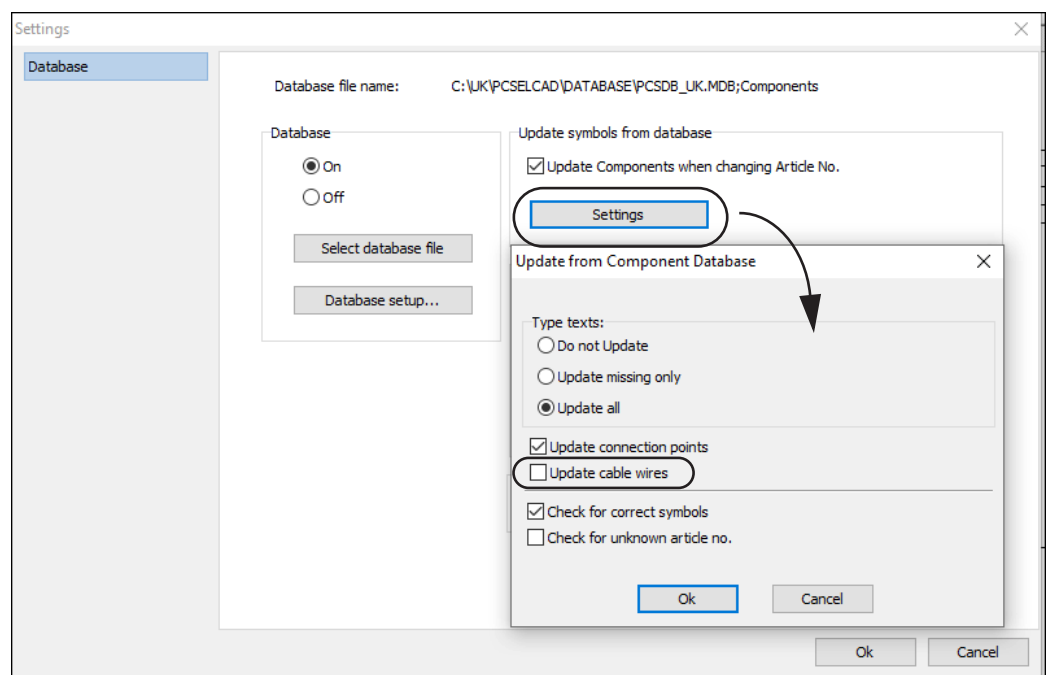 Settings
Database
Database file name: C:\UK\PCSELCAD\DATABASE\PCSDB_UK.MDB;Components
Database
On
Off
Select database file
Database setup...
Update symbols from database
Update Components when changing Article No.
Settings
Update from Component Database
Type texts:
Do not Update
Update missing only
Update all
Update connection points
Update cable wires
Check for correct symbols
Check for unknown article no.
Ok Cancel
Ok Cancel